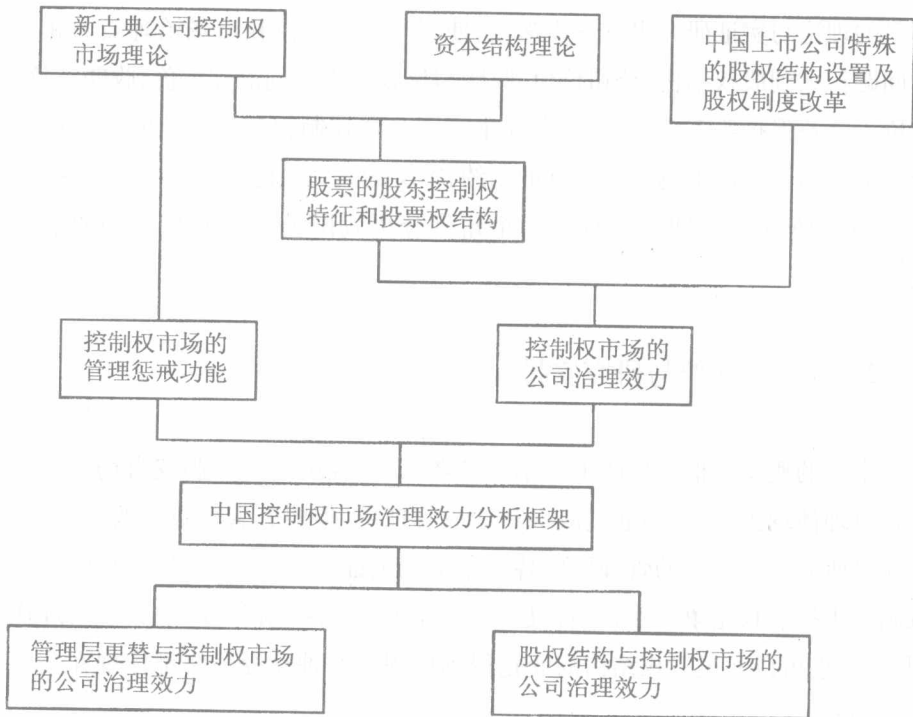 新古典公司控制权
市场理论
资本结构理论
中国上市公司特殊
的股权结构设置及
股权制度改革
股票的股东控制权
特征和投票权结构
控制权市场的
管理惩戒功能
控制权市场的
公司治理效力
中国控制权市场治理效力分析框架
管理层更替与控制权市场
的公司治理效力
股权结构与控制权市场的
公司治理效力